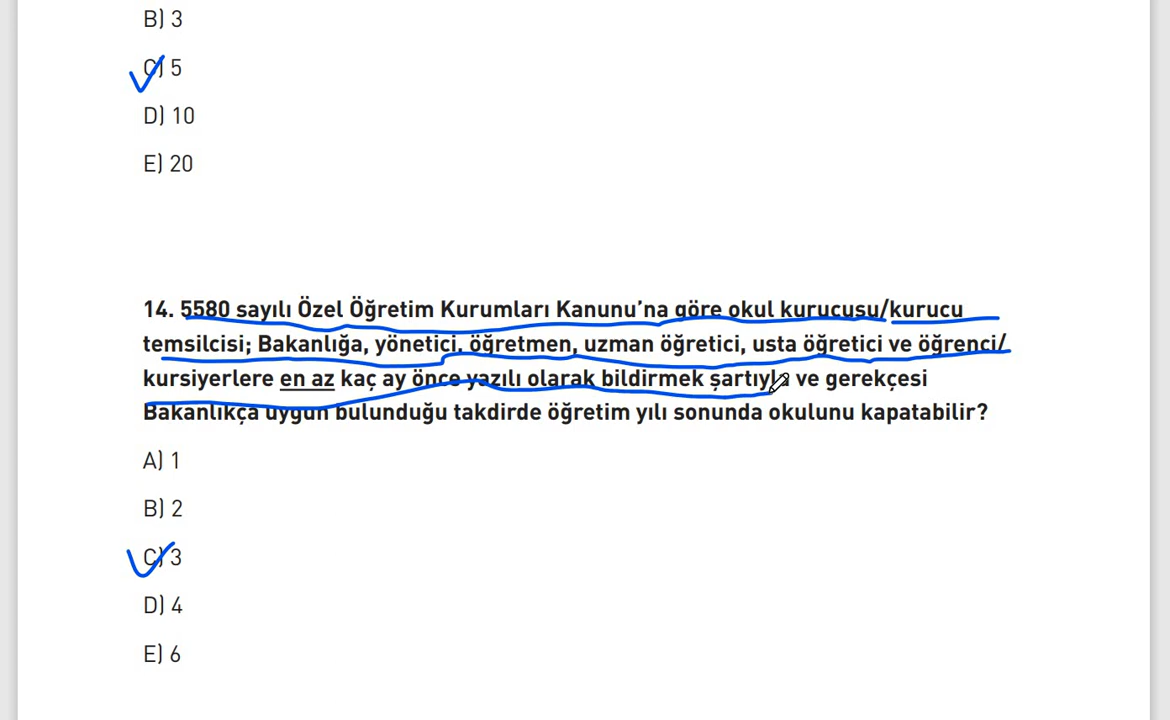 B) 3
C) 5
D) 10
E) 20
14. 5580 sayılı Özel Öğretim Kurumları Kanunu’na göre okul kurucusu/kurucu
temsilcisi; Bakanlığa, yönetici, öğretmen, uzman öğretici, usta öğretici ve öğrenci/
kursiyerlere en az kaç ay önce yazılı olarak bildirmek şartıyla ve gerekçesi
Bakanlıkça uygun bulunduğu takdirde öğretim yılı sonunda okulunu kapatabilir?
A) 1
B) 2
C) 3
D) 4
E) 6